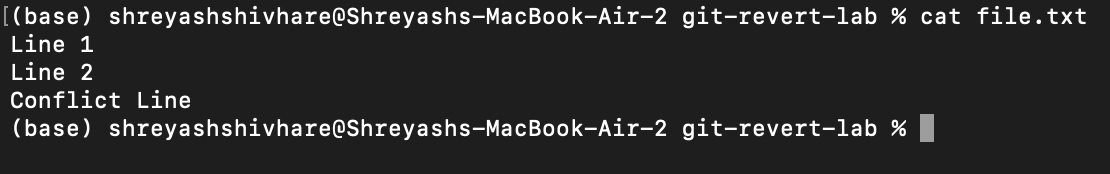 [(base) shreyashshivhare@Shreyashs-MacBook-Air-2 git-revert-lab % cat file.txt
Line 1
Line 2
Conflict Line
(base) shreyashshivhare@Shreyashs-MacBook-Air-2 git-revert-lab %